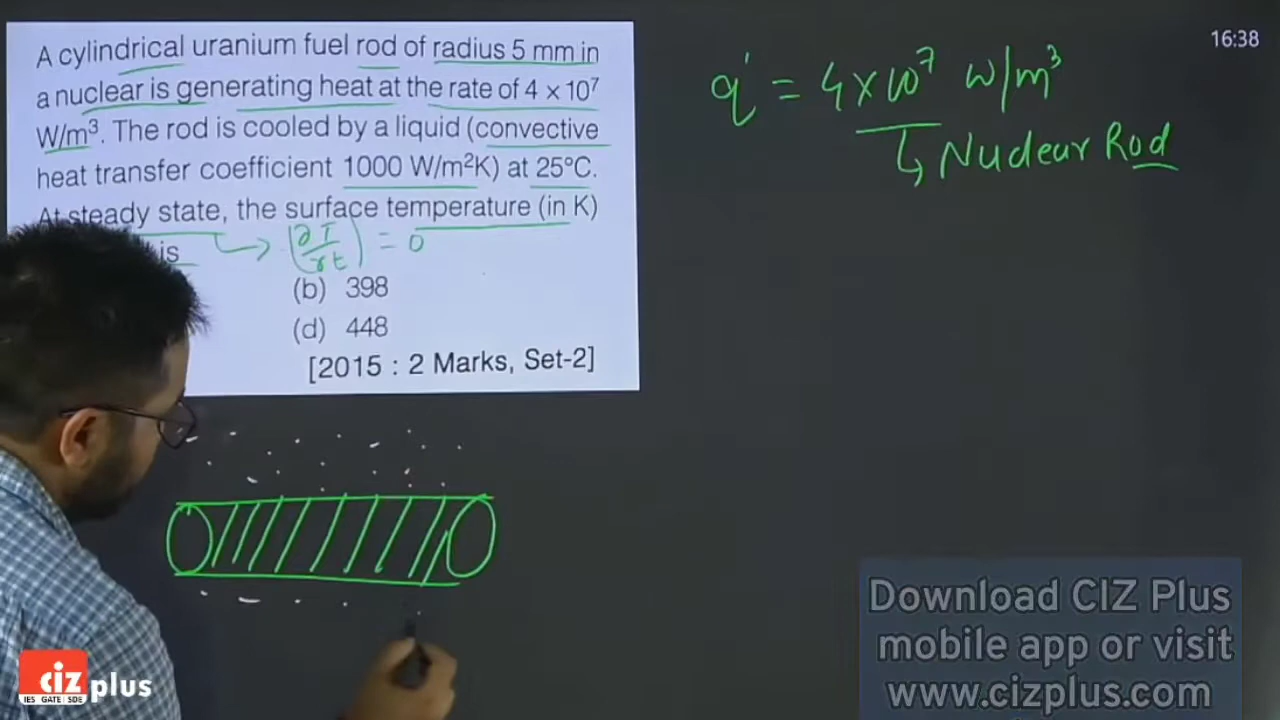 A cylindrical uranium fuel rod of radius 5 mm in
a nuclear is generating heat at the rate of 4 × 10⁷
W/m³. The rod is cooled by a liquid (convective
heat transfer coefficient 1000 W/m²K) at 25°C.
At steady state, the surface temperature (in K)
is
(∂T/∂t) = 0
(b) 398
(d) 448
[2015 : 2 Marks, Set-2]
q̇ = 4×10⁷ W/m³
↳ Nuclear Rod
16:38
Download CIZ Plus
mobile app or visit
www.cizplus.com
ciz plus
IES GATE SDE